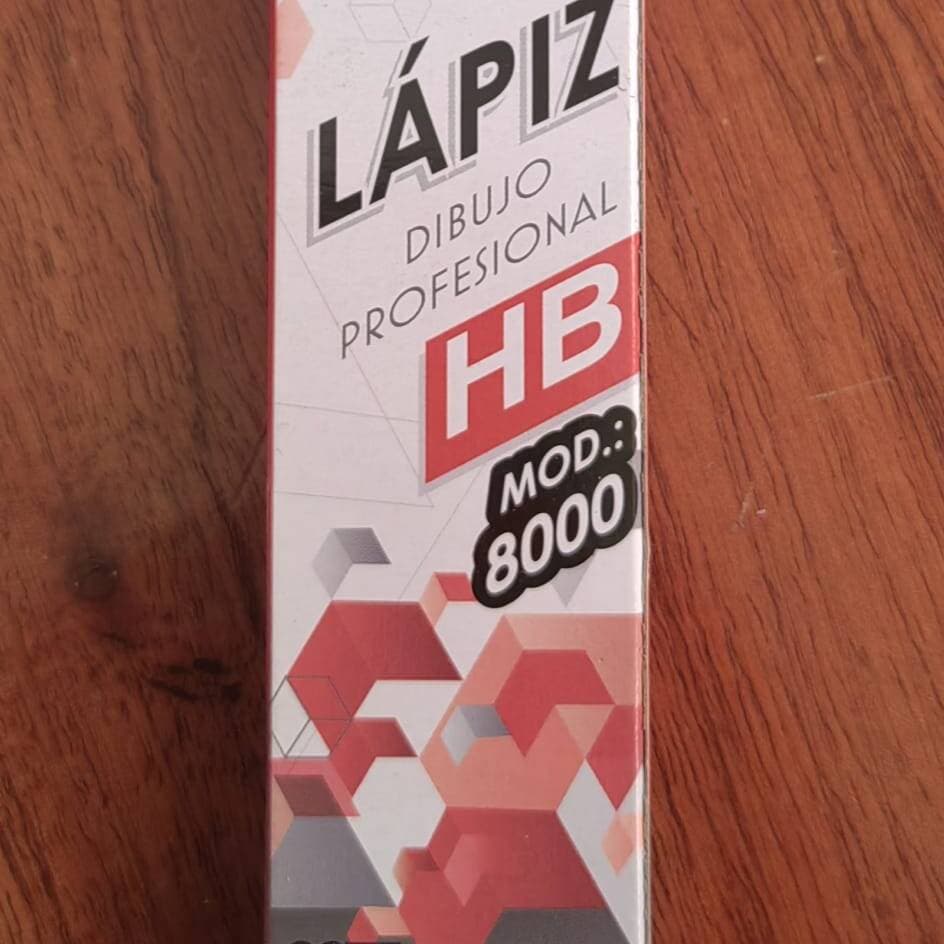 LÁPIZ
DIBUJO
PROFESIONAL
HB
MOD.:
8000